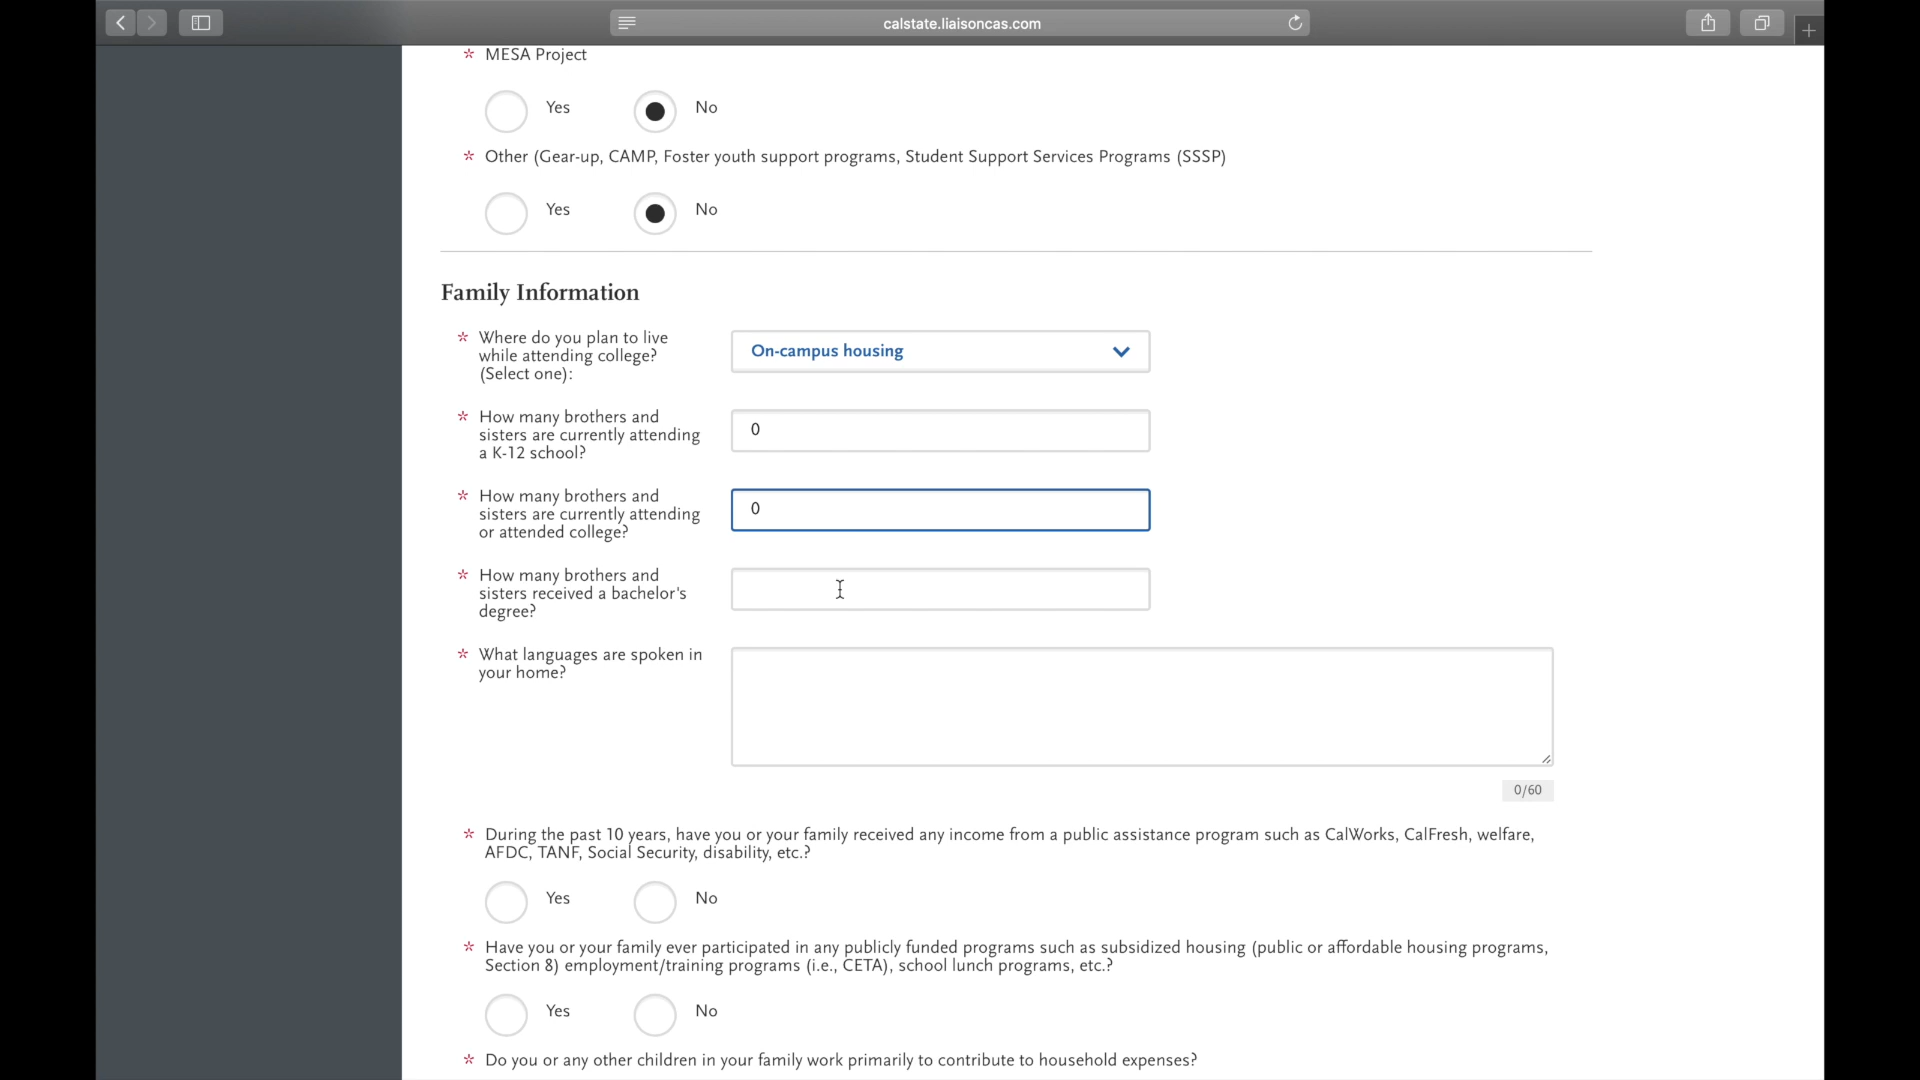 calstate.liaisoncas.com
* MESA Project
Yes No
* Other (Gear-up, CAMP, Foster youth support programs, Student Support Services Programs (SSSP)
Yes No
Family Information
* Where do you plan to live
while attending college?
(Select one):
On-campus housing
* How many brothers and
sisters are currently attending
a K-12 school?
0
* How many brothers and
sisters are currently attending
or attended college?
0
* How many brothers and
sisters received a bachelor's
degree?
* What languages are spoken in
your home?
0/60
* During the past 10 years, have you or your family received any income from a public assistance program such as CalWorks, CalFresh, welfare,
AFDC, TANF, Social Security, disability, etc.?
Yes No
* Have you or your family ever participated in any publicly funded programs such as subsidized housing (public or affordable housing programs,
Section 8) employment/training programs (i.e., CETA), school lunch programs, etc.?
Yes No
* Do you or any other children in your family work primarily to contribute to household expenses?